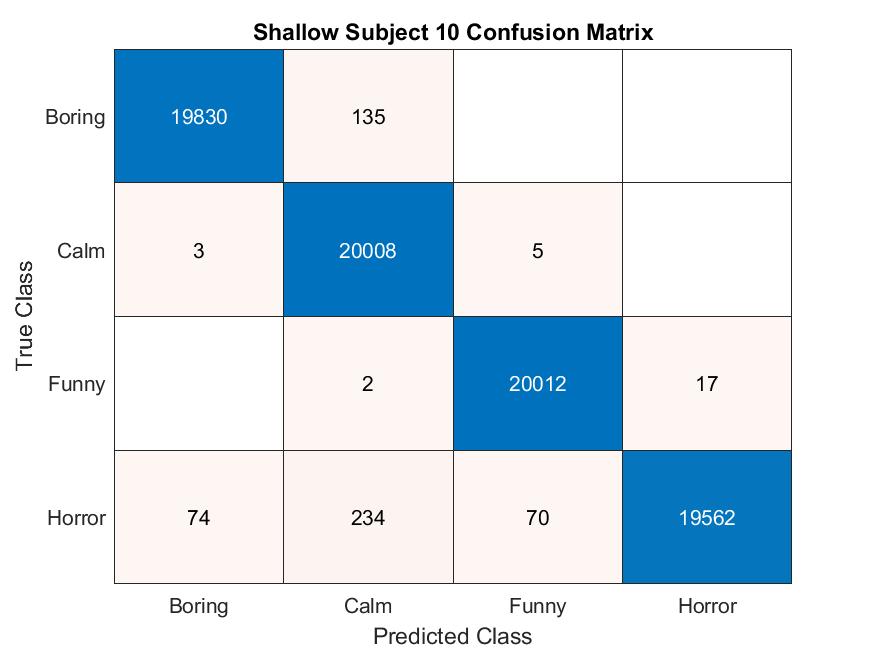 Shallow Subject 10 Confusion Matrix
Boring 19830 135
Calm 3 20008 5
Funny 2 20012 17
Horror 74 234 70 19562
Boring Calm Funny Horror
Predicted Class
True Class